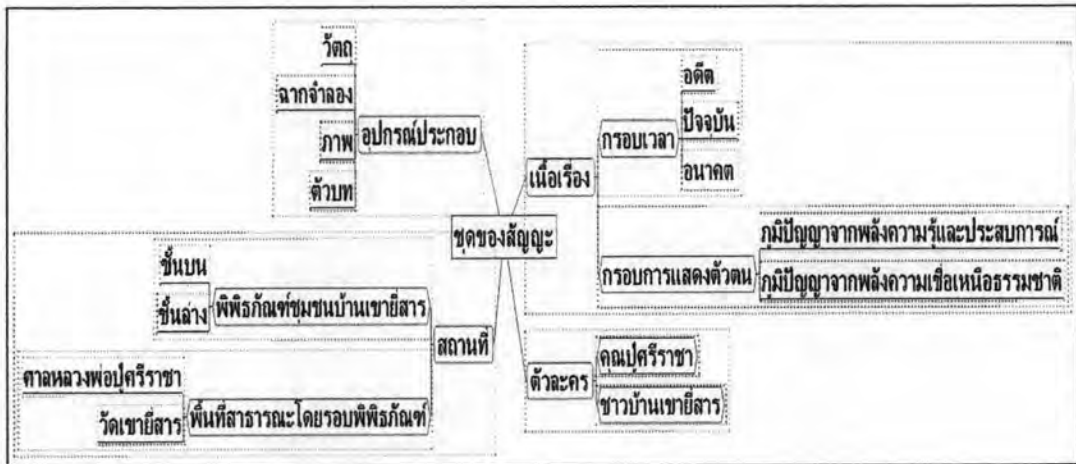 วัตถุ
ฉากจำลอง
ภาพ
ตัวบท
อุปกรณ์ประกอบ
ชุดของสัญญะ
เนื้อเรื่อง
กรอบเวลา
อดีต
ปัจจุบัน
อนาคต
กรอบการแสดงตัวตน
ภูมิปัญญาจากพลังความรู้และประสบการณ์
ภูมิปัญญาจากพลังความเชื่อเหนือธรรมชาติ
ตัวละคร
คุณปู่ศรีราชา
ชาวบ้านเขายี่สาร
สถานที่
พิพิธภัณฑ์ชุมชนบ้านเขายี่สาร
ชั้นบน
ชั้นล่าง
พื้นที่สาธารณะโดยรอบพิพิธภัณฑ์
ศาลหลวงพ่อปู่ศรีราชา
วัดเขายี่สาร